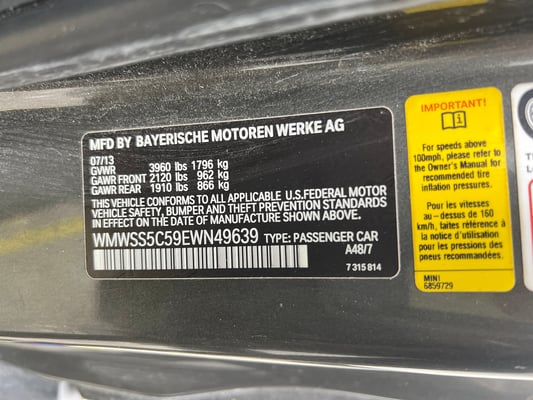 MFD BY BAYERISCHE MOTOREN WERKE AG
07/13
GVWR 3960 lbs 1796 kg
GAWR FRONT 2120 lbs 962 kg
GAWR REAR 1910 lbs 866 kg
THIS VEHICLE CONFORMS TO ALL APPLICABLE U.S.FEDERAL MOTOR
VEHICLE SAFETY, BUMPER AND THEFT PREVENTION STANDARDS
IN EFFECT ON THE DATE OF MANUFACTURE SHOWN ABOVE
WMWSS5C59EWN49639 TYPE: PASSENGER CAR
A48/7
7 315 814
IMPORTANT!
For speeds above
100mph, please refer to
the Owner's Manual for
recommended tire
inflation pressures.
Pour les vitesses
au-dessus de 160
km/h, faites référence à
la notice d'utilisation
pour les pressions des
pneumatiques
recommandées.
MINI
6859729